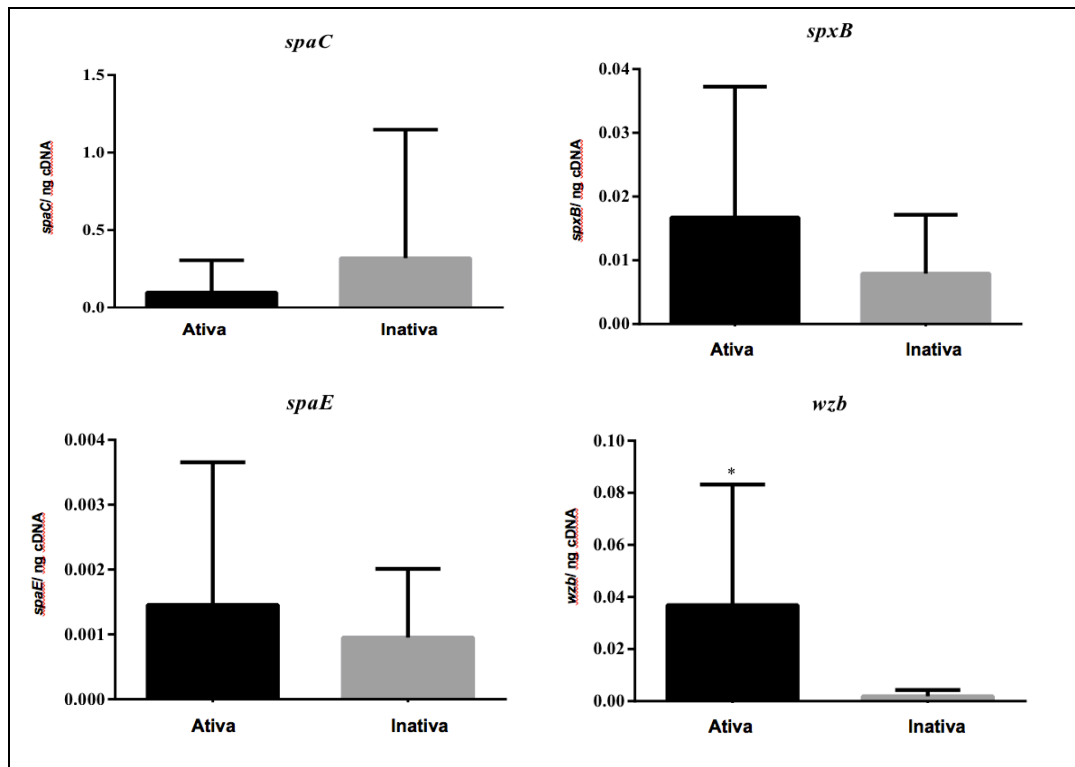 spaC
1.5
1.0
0.5
0.0
spaC/ ng cDNA
Ativa
Inativa
spxB
0.04
0.03
0.02
0.01
0.00
spxB/ ng cDNA
Ativa
Inativa
spaE
0.004
0.003
0.002
0.001
0.000
spaE/ ng cDNA
Ativa
Inativa
wzb
0.10
0.08
0.06
0.04
0.02
0.00
wzb/ ng cDNA
*
Ativa
Inativa